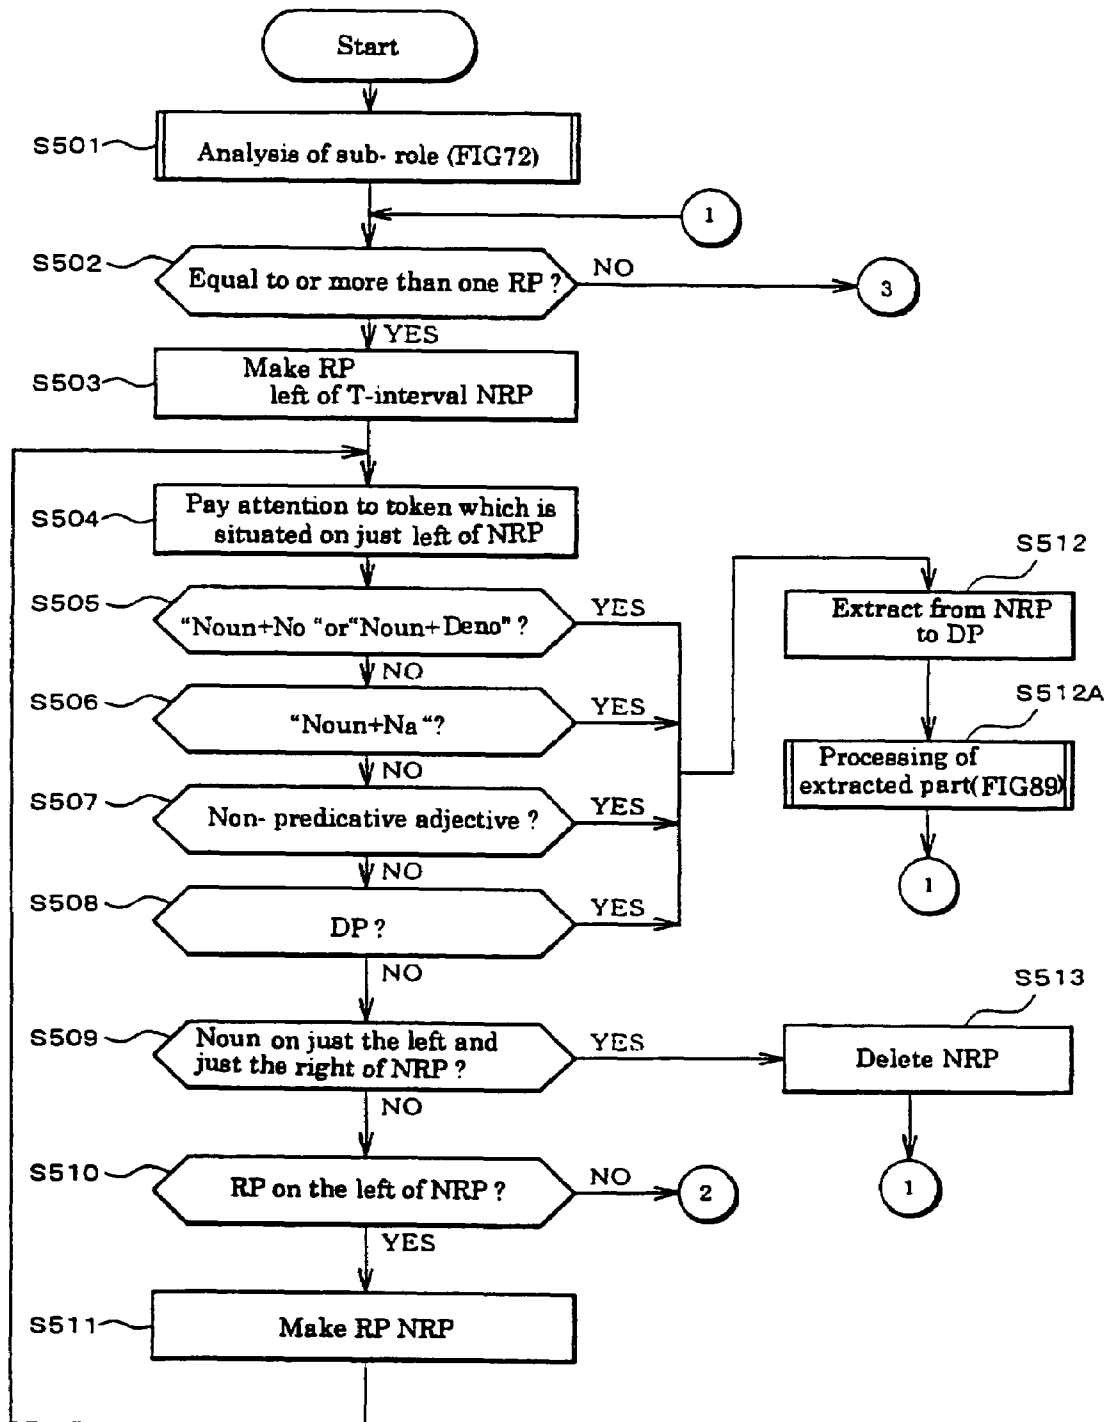 Start
S501
Analysis of sub- role (FIG72)
1
S502
Equal to or more than one RP ?
NO
3
YES
S503
Make RP
left of T-interval NRP
S504
Pay attention to token which is
situated on just left of NRP
S505
"Noun+No "or"Noun+Deno" ?
YES
NO
S506
"Noun+Na "?
YES
NO
S507
Non- predicative adjective ?
YES
NO
S508
DP ?
YES
NO
S512
Extract from NRP
to DP
S512A
Processing of
extracted part(FIG89)
1
S509
Noun on just the left and
just the right of NRP ?
YES
NO
S513
Delete NRP
1
S510
RP on the left of NRP ?
NO
2
YES
S511
Make RP NRP